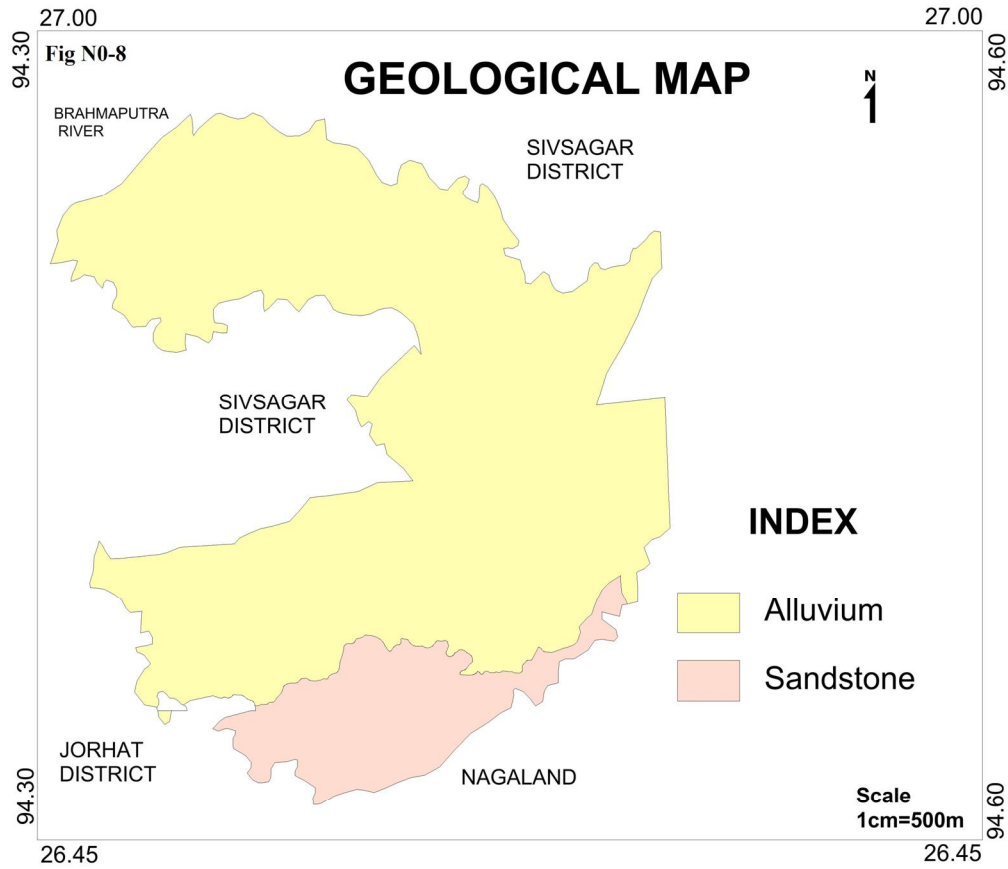 27.00
27.00
94.30
94.60
Fig N0-8
GEOLOGICAL MAP
N
BRAHMAPUTRA
RIVER
SIVSAGAR
DISTRICT
SIVSAGAR
DISTRICT
INDEX
Alluvium
Sandstone
JORHAT
DISTRICT
NAGALAND
Scale
1cm=500m
94.30
94.60
26.45
26.45